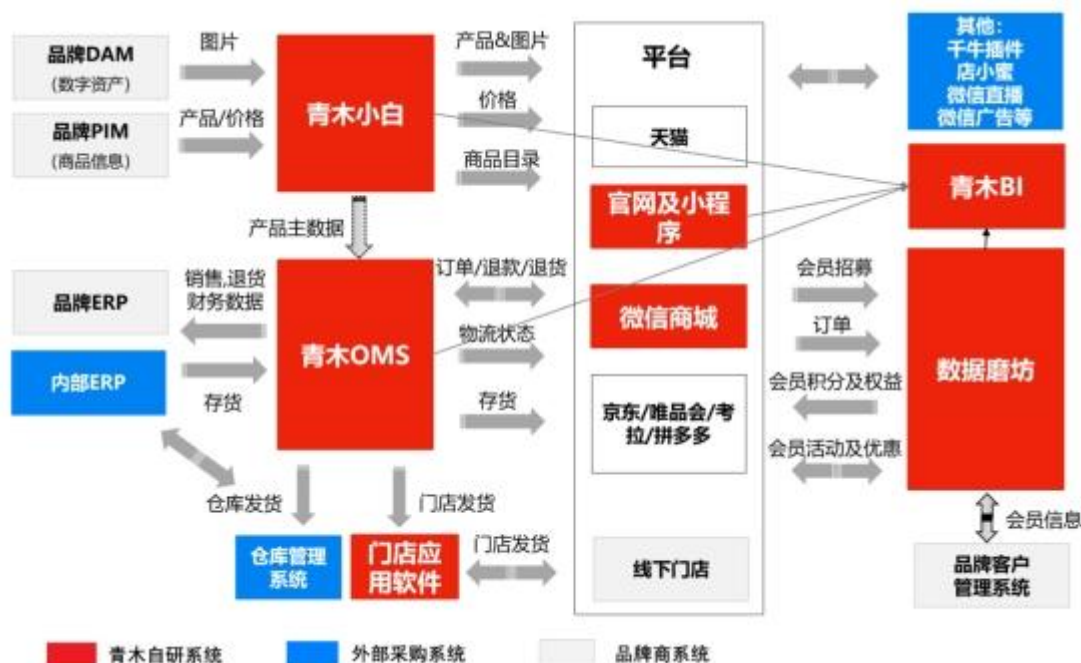 品牌DAM
(数字资产)
图片
青木小白
产品&图片
平台
其他：
千牛插件
店小蜜
微信直播
微信广告等
品牌PIM
(商品信息)
产品/价格
价格
天猫
商品目录
青木BI
官网及小程
序
产品主数据
品牌ERP
销售,退货
财务数据
青木OMS
订单/退款/退货
微信商城
会员招募
数据磨坊
内部ERP
存货
物流状态
订单
存货
京东/唯品会/考
拉/拼多多
会员积分及权益
会员活动及优惠
仓库发货
门店发货
会员信息
仓库管理
系统
门店应
用软件
门店发货
线下门店
品牌客户
管理系统
青木自研系统
外部采购系统
品牌商系统